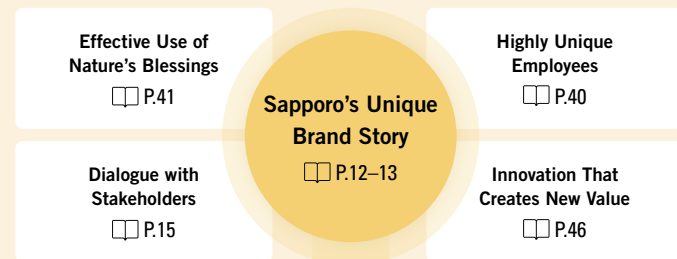 Effective Use of
Nature's Blessings
P.41
Highly Unique
Employees
P.40
Sapporo's Unique
Brand Story
P.12–13
Dialogue with
Stakeholders
P.15
Innovation That
Creates New Value
P.46